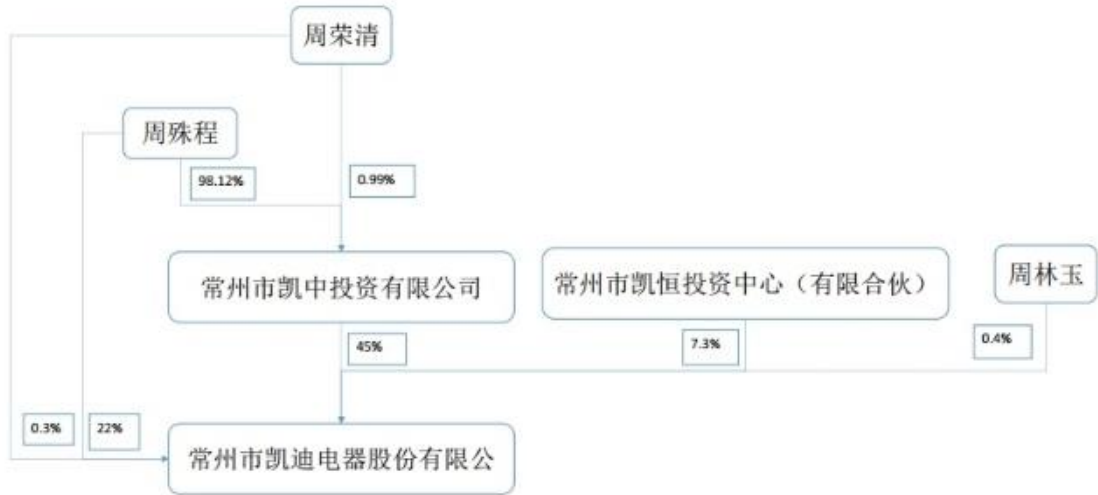 周荣清
周殊程
98.12%
0.99%
常州市凯中投资有限公司
常州市凯恒投资中心（有限合伙）
周林玉
45%
7.3%
0.4%
0.3%
22%
常州市凯迪电器股份有限公